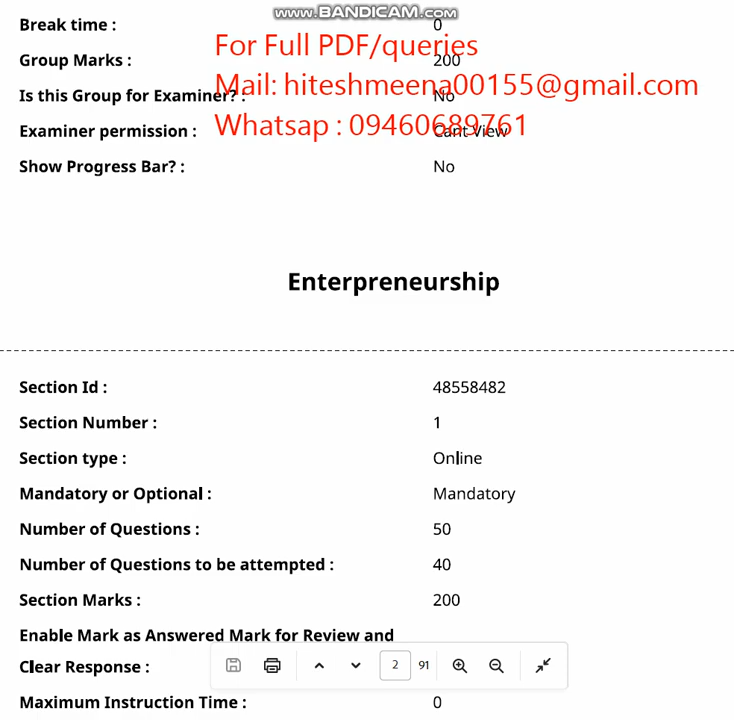 www.BANDICAM.com
Break time : 0
For Full PDF/queries
Group Marks : 200
Mail: hiteshmeena00155@gmail.com
Is this Group for Examiner? : No
Whatsap : 09460689761
Examiner permission : Cant View
Show Progress Bar? : No
Enterpreneurship
Section Id : 48558482
Section Number : 1
Section type : Online
Mandatory or Optional : Mandatory
Number of Questions : 50
Number of Questions to be attempted : 40
Section Marks : 200
Enable Mark as Answered Mark for Review and
Clear Response :
2 91
Maximum Instruction Time : 0